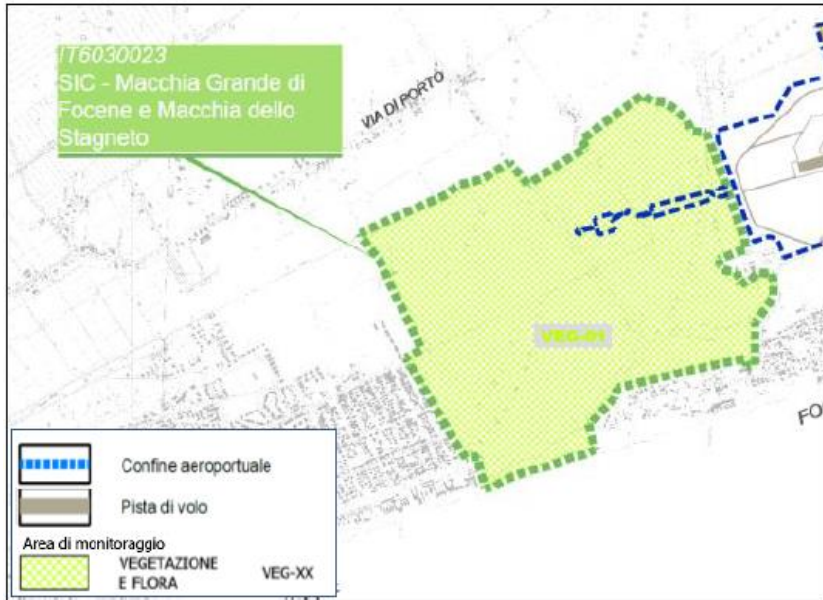 IT6030023
SIC - Macchia Grande di
Focene e Macchia dello
Stagneto
VIA DI PORTO
VEG-01
FO
Confine aeroportuale
Pista di volo
Area di monitoraggio
VEGETAZIONE
E FLORA
VEG-XX